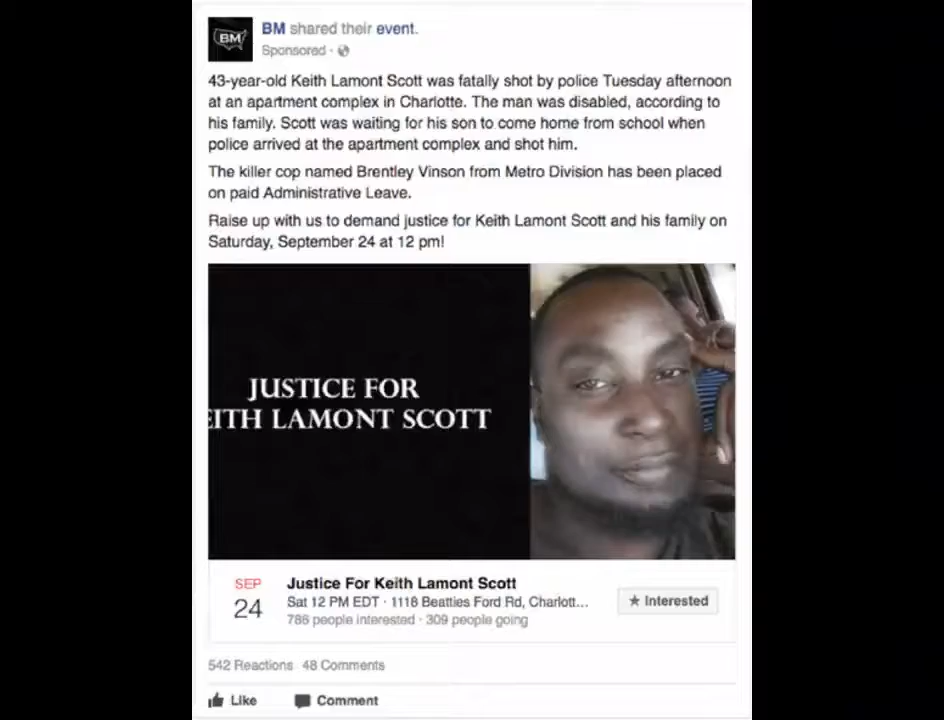 BM
BM shared their event.
Sponsored ·
43-year-old Keith Lamont Scott was fatally shot by police Tuesday afternoon
at an apartment complex in Charlotte. The man was disabled, according to
his family. Scott was waiting for his son to come home from school when
police arrived at the apartment complex and shot him.
The killer cop named Brentley Vinson from Metro Division has been placed
on paid Administrative Leave.
Raise up with us to demand justice for Keith Lamont Scott and his family on
Saturday, September 24 at 12 pm!
JUSTICE FOR
EITH LAMONT SCOTT
SEP
24
Justice For Keith Lamont Scott
Sat 12 PM EDT · 1118 Beatties Ford Rd, Charlott...
786 people interested · 309 people going
★ Interested
542 Reactions 48 Comments
Like Comment